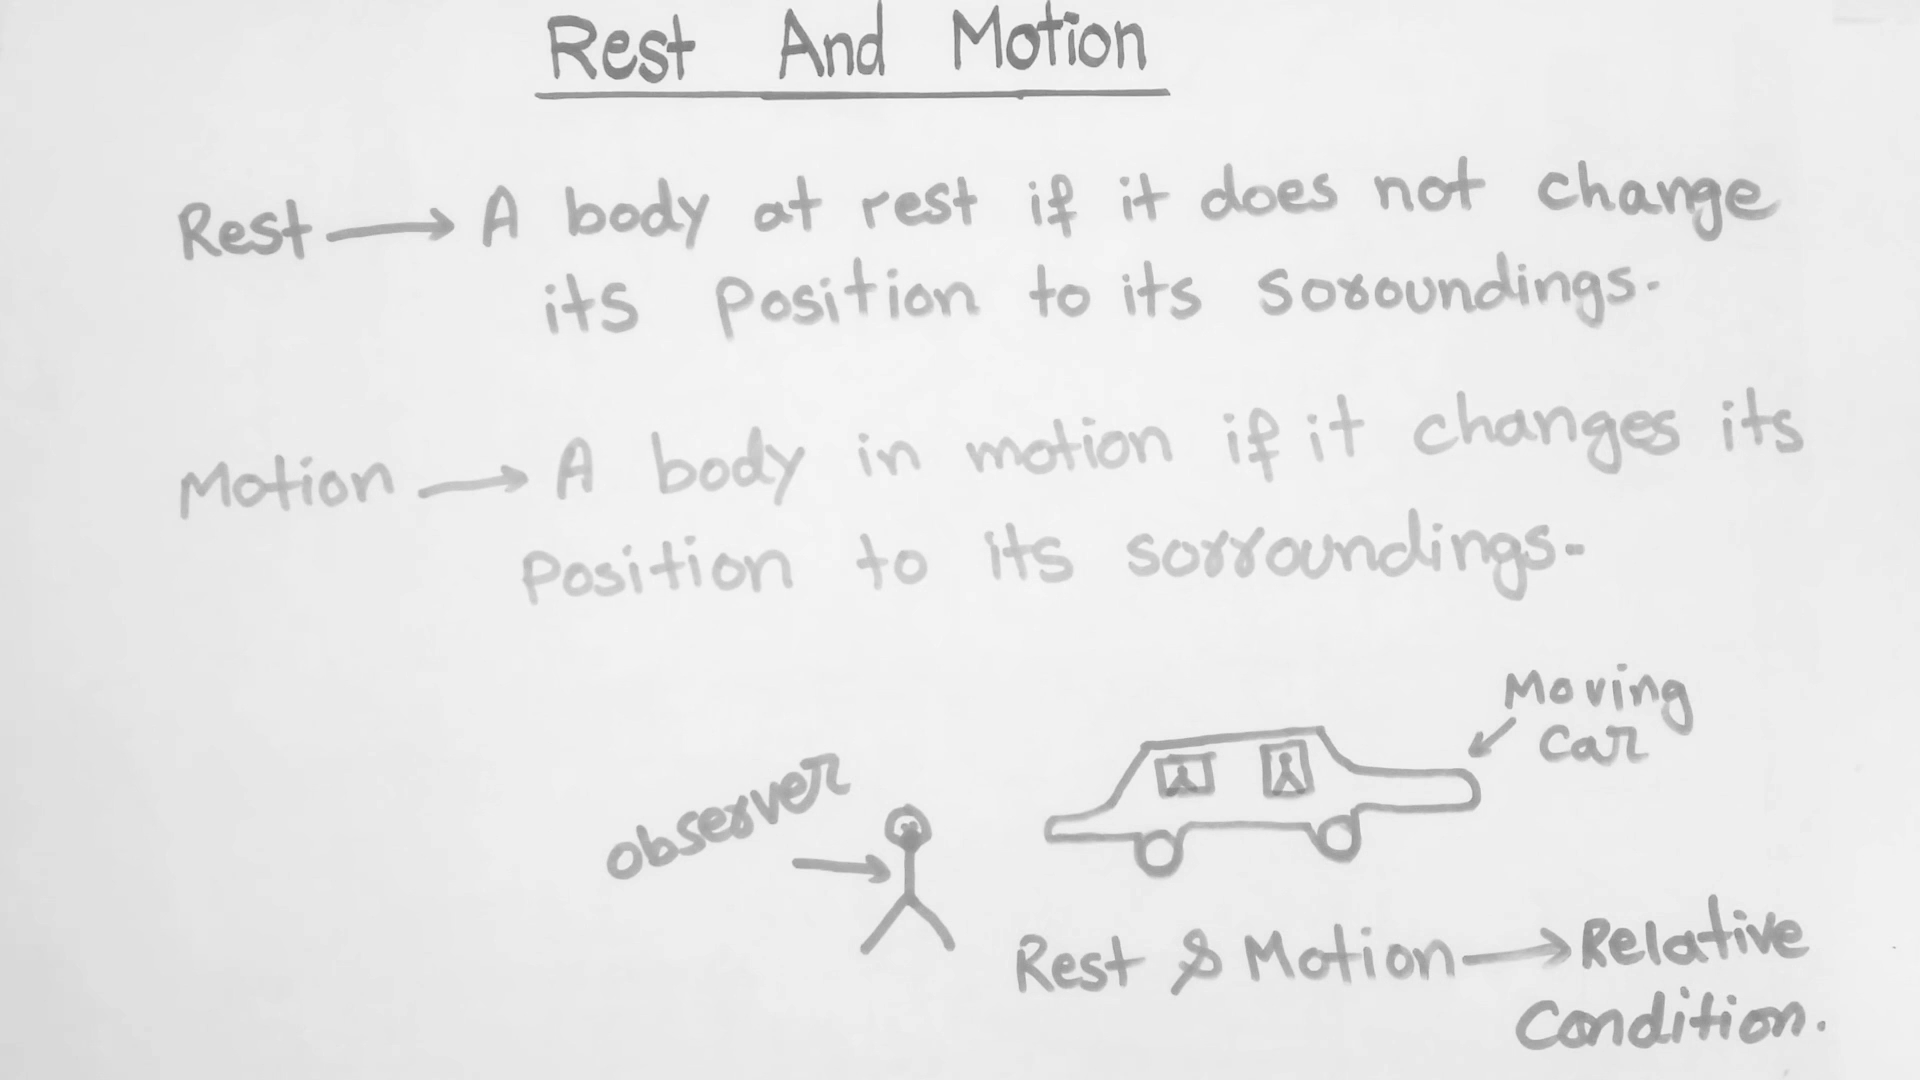 Rest And Motion
Rest → A body at rest if it does not change
its position to its soroundings.
Motion → A body in motion if it changes its
position to its sorroundings.
Moving
car
observer
Rest & Motion → Relative
Condition.